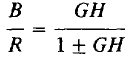 B/R = GH/(1 ± GH)